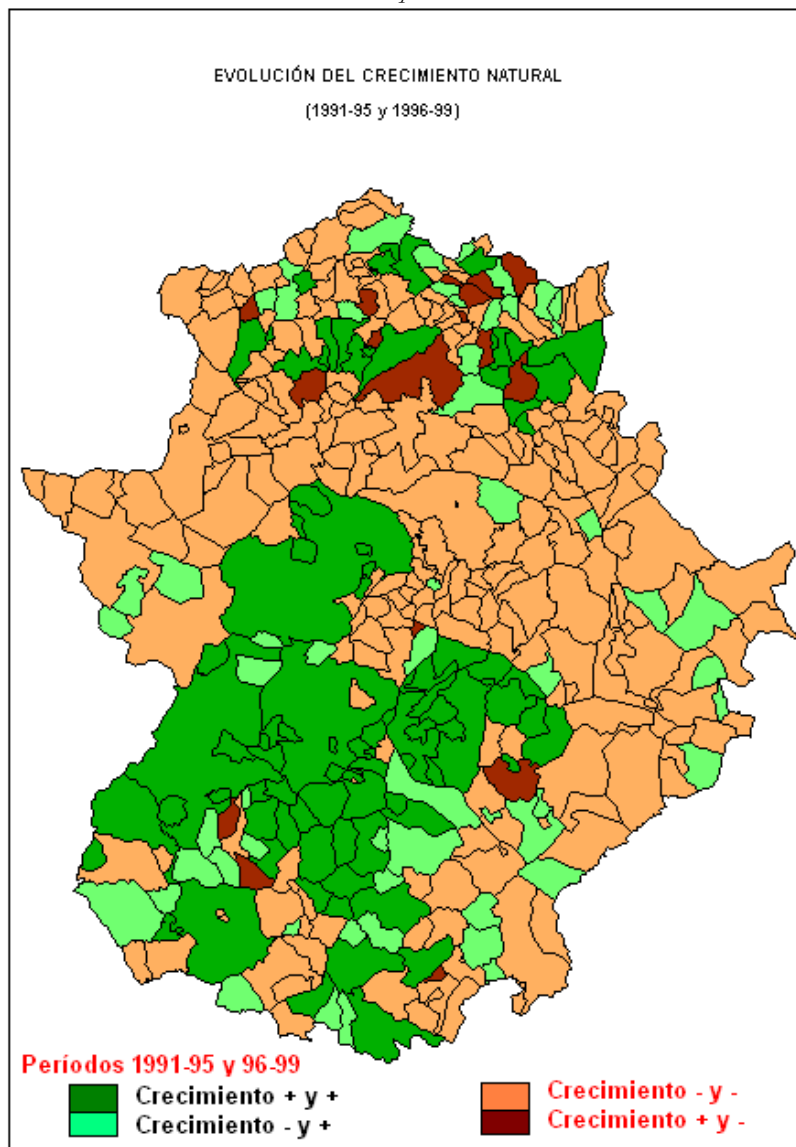 EVOLUCIÓN DEL CRECIMIENTO NATURAL
(1991-95 y 1996-99)
Períodos 1991-95 y 96-99
Crecimiento + y +
Crecimiento - y +
Crecimiento - y -
Crecimiento + y -